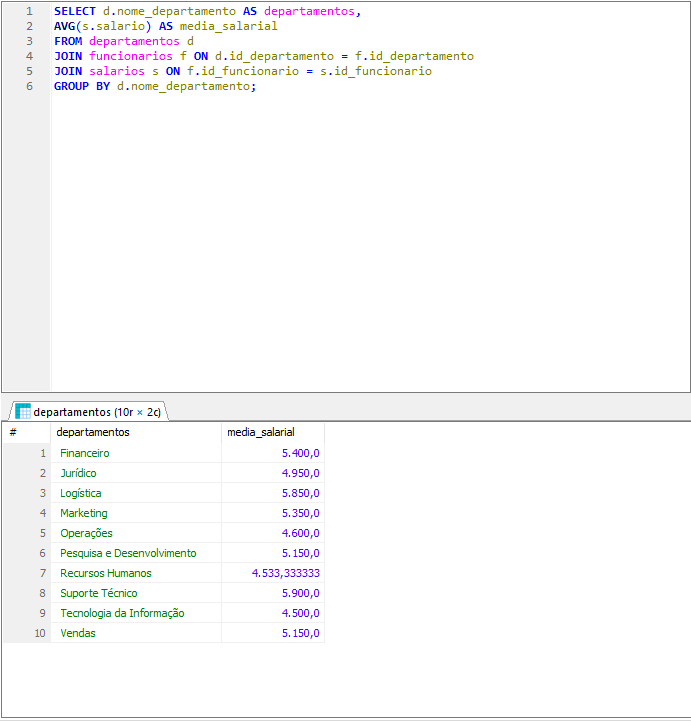 1 SELECT d.nome_departamento AS departamentos,
2 AVG(s.salario) AS media_salarial
3 FROM departamentos d
4 JOIN funcionarios f ON d.id_departamento = f.id_departamento
5 JOIN salarios s ON f.id_funcionario = s.id_funcionario
6 GROUP BY d.nome_departamento;
departamentos (10r × 2c)
# departamentos media_salarial
1 Financeiro 5.400,0
2 Jurídico 4.950,0
3 Logística 5.850,0
4 Marketing 5.350,0
5 Operações 4.600,0
6 Pesquisa e Desenvolvimento 5.150,0
7 Recursos Humanos 4.533,333333
8 Suporte Técnico 5.900,0
9 Tecnologia da Informação 4.500,0
10 Vendas 5.150,0